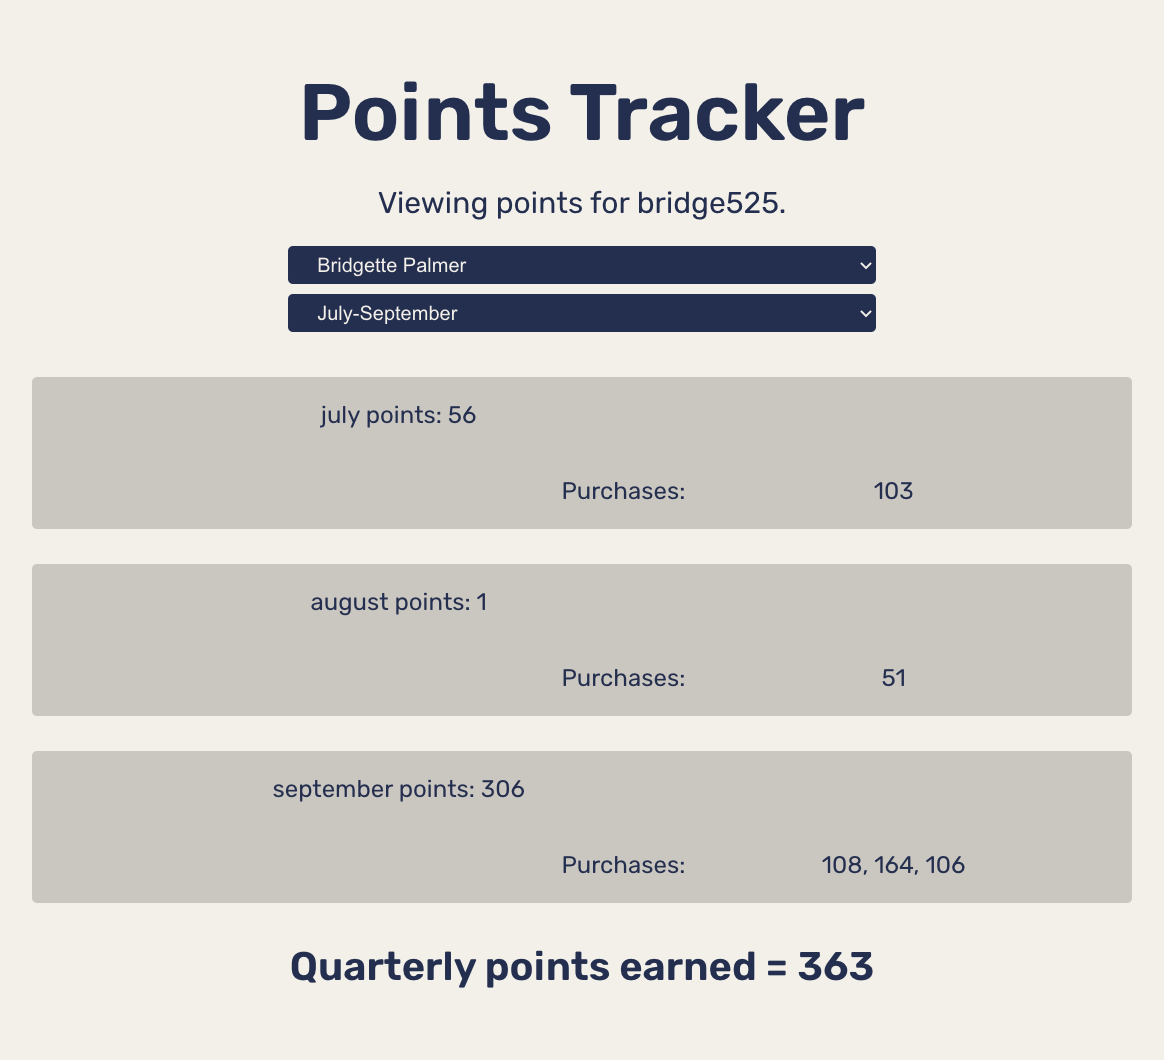 Points Tracker
Viewing points for bridge525.
Bridgette Palmer
July-September
july points: 56
Purchases: 103
august points: 1
Purchases: 51
september points: 306
Purchases: 108, 164, 106
Quarterly points earned = 363